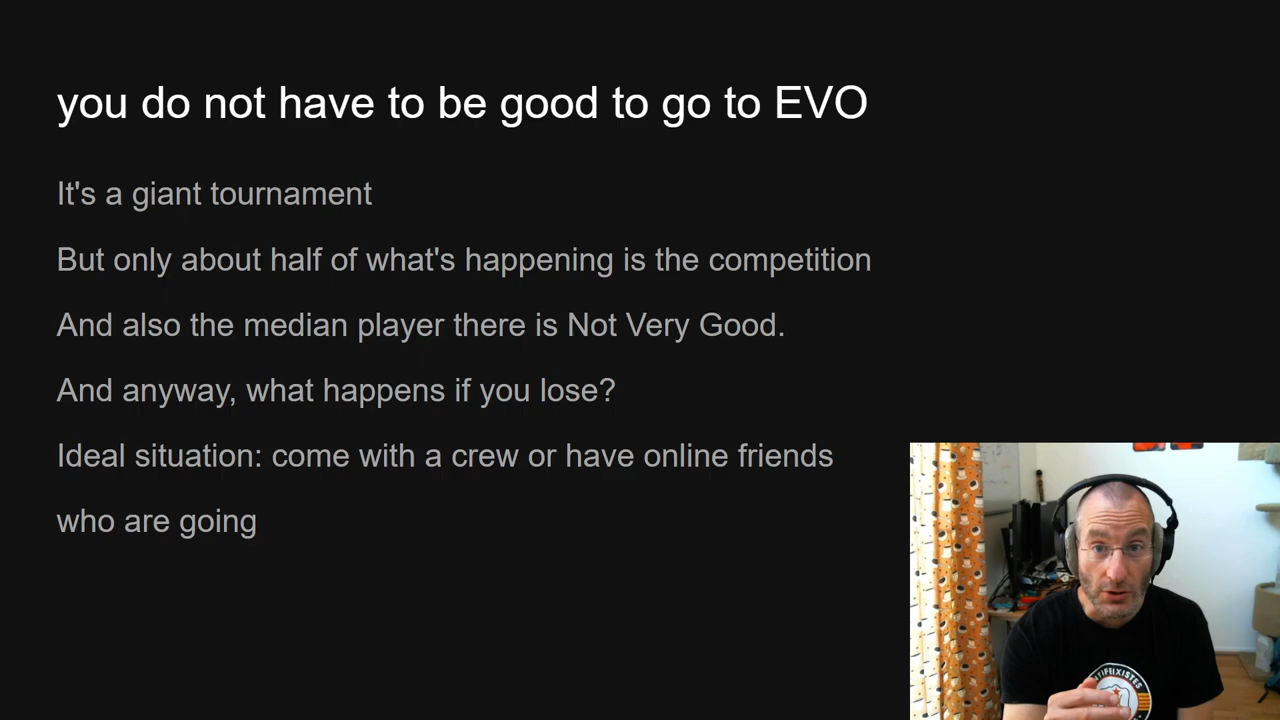 you do not have to be good to go to EVO
It's a giant tournament
But only about half of what's happening is the competition
And also the median player there is Not Very Good.
And anyway, what happens if you lose?
Ideal situation: come with a crew or have online friends
who are going